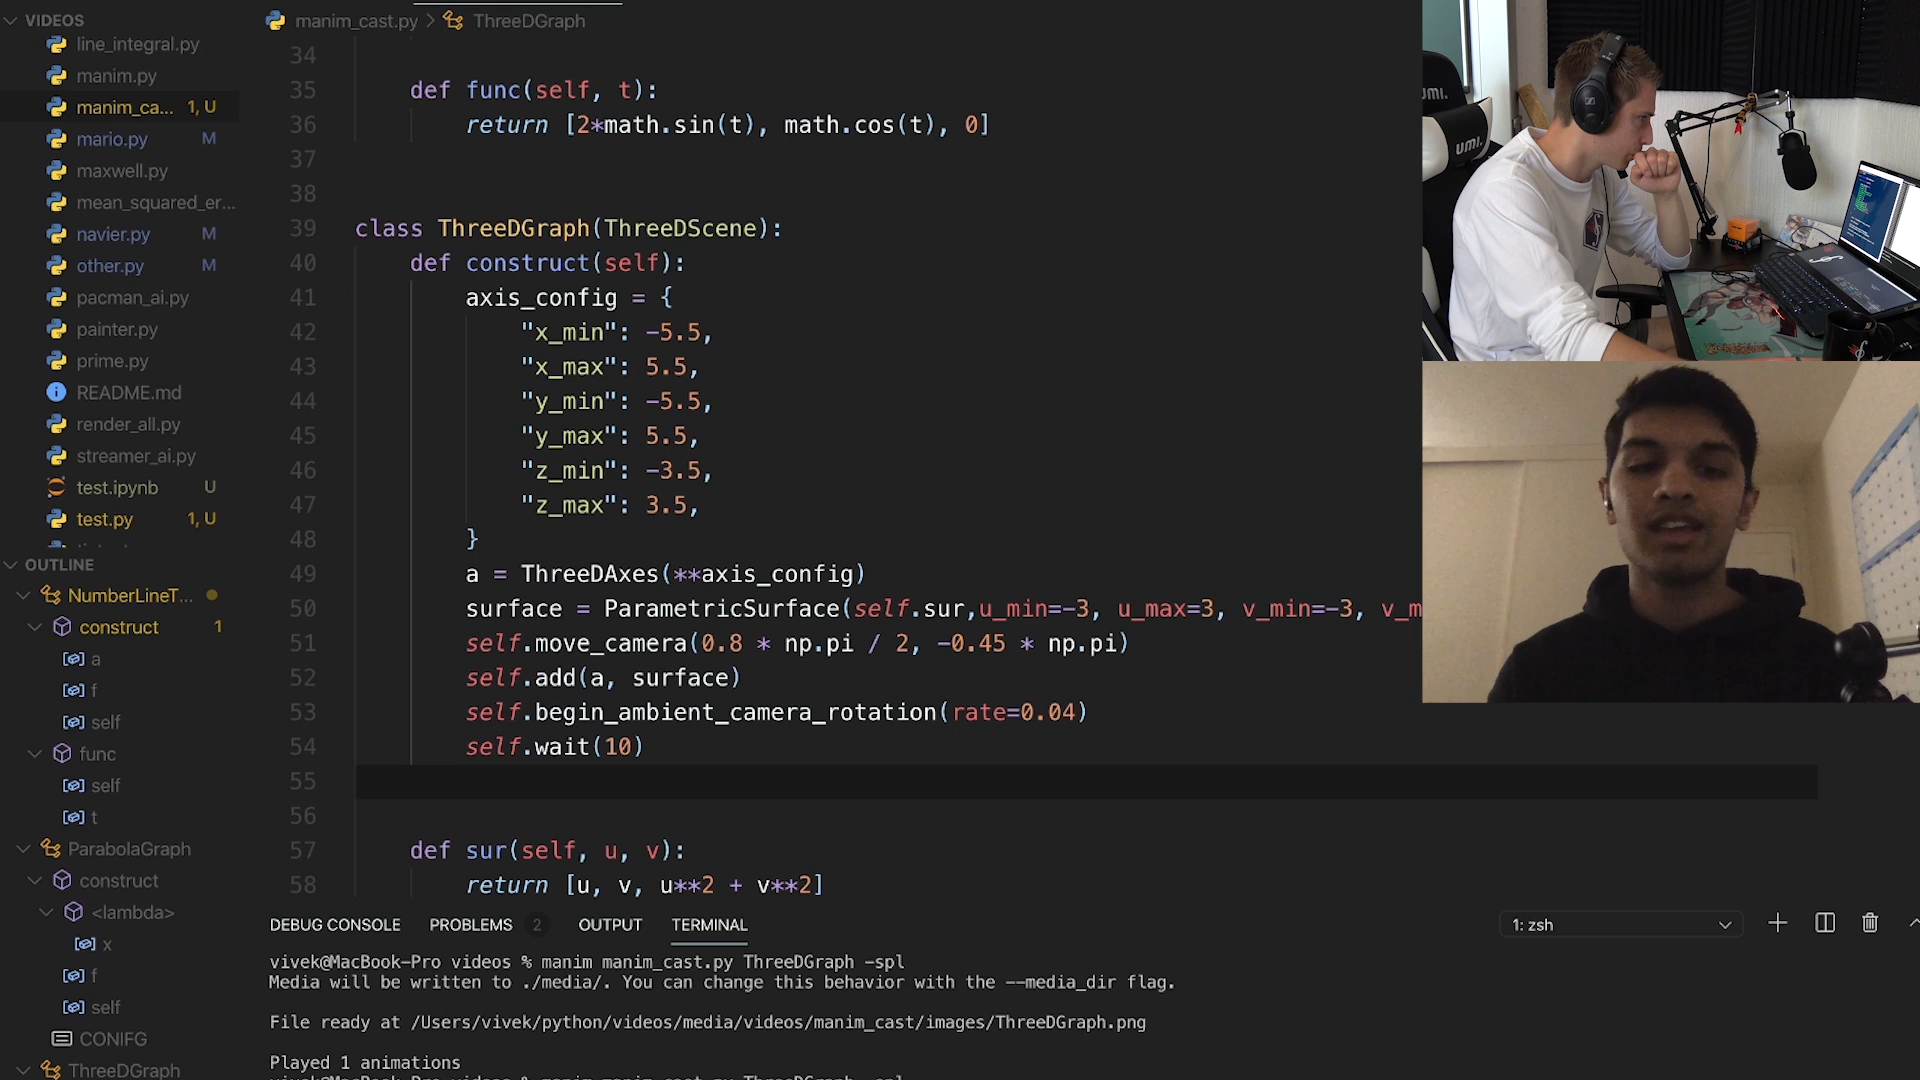 VIDEOS
line_integral.py
manim.py
manim_ca... 1, U
mario.py M
maxwell.py
mean_squared_er...
navier.py M
other.py M
pacman_ai.py
painter.py
prime.py
README.md
render_all.py
streamer_ai.py
test.ipynb U
test.py 1, U
OUTLINE
NumberLineT...
construct 1
a
f
self
func
self
t
ParabolaGraph
construct
<lambda>
x
f
self
CONIFG
ThreeDGraph
manim_cast.py > ThreeDGraph
34
35 def func(self, t):
36 return [2*math.sin(t), math.cos(t), 0]
37
38
39 class ThreeDGraph(ThreeDScene):
40 def construct(self):
41 axis_config = {
42 "x_min": -5.5,
43 "x_max": 5.5,
44 "y_min": -5.5,
45 "y_max": 5.5,
46 "z_min": -3.5,
47 "z_max": 3.5,
48 }
49 a = ThreeDAxes(**axis_config)
50 surface = ParametricSurface(self.sur,u_min=-3, u_max=3, v_min=-3, v_m
51 self.move_camera(0.8 * np.pi / 2, -0.45 * np.pi)
52 self.add(a, surface)
53 self.begin_ambient_camera_rotation(rate=0.04)
54 self.wait(10)
55
56
57 def sur(self, u, v):
58 return [u, v, u**2 + v**2]
DEBUG CONSOLE PROBLEMS 2 OUTPUT TERMINAL 1: zsh
vivek@MacBook-Pro videos % manim manim_cast.py ThreeDGraph -spl
Media will be written to ./media/. You can change this behavior with the --media_dir flag.
File ready at /Users/vivek/python/videos/media/videos/manim_cast/images/ThreeDGraph.png
Played 1 animations
umi.
umi.